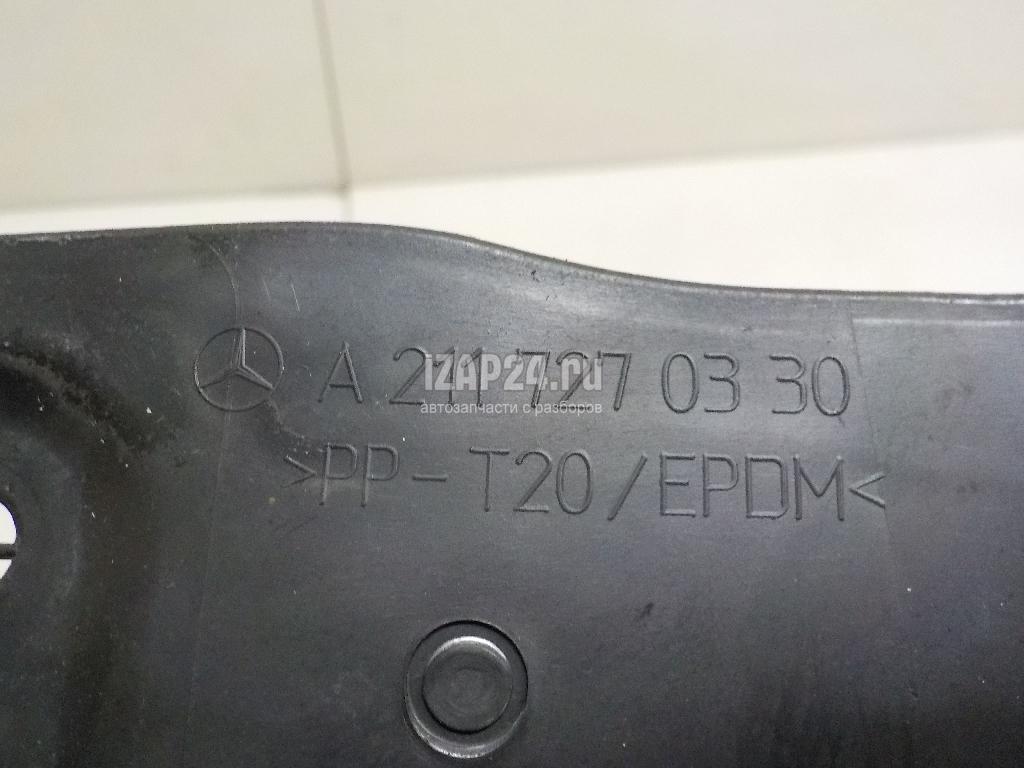 A 211 727 03 30
IZAP24.ru
автозапчасти с разборов
>PP-T20/EPDM<